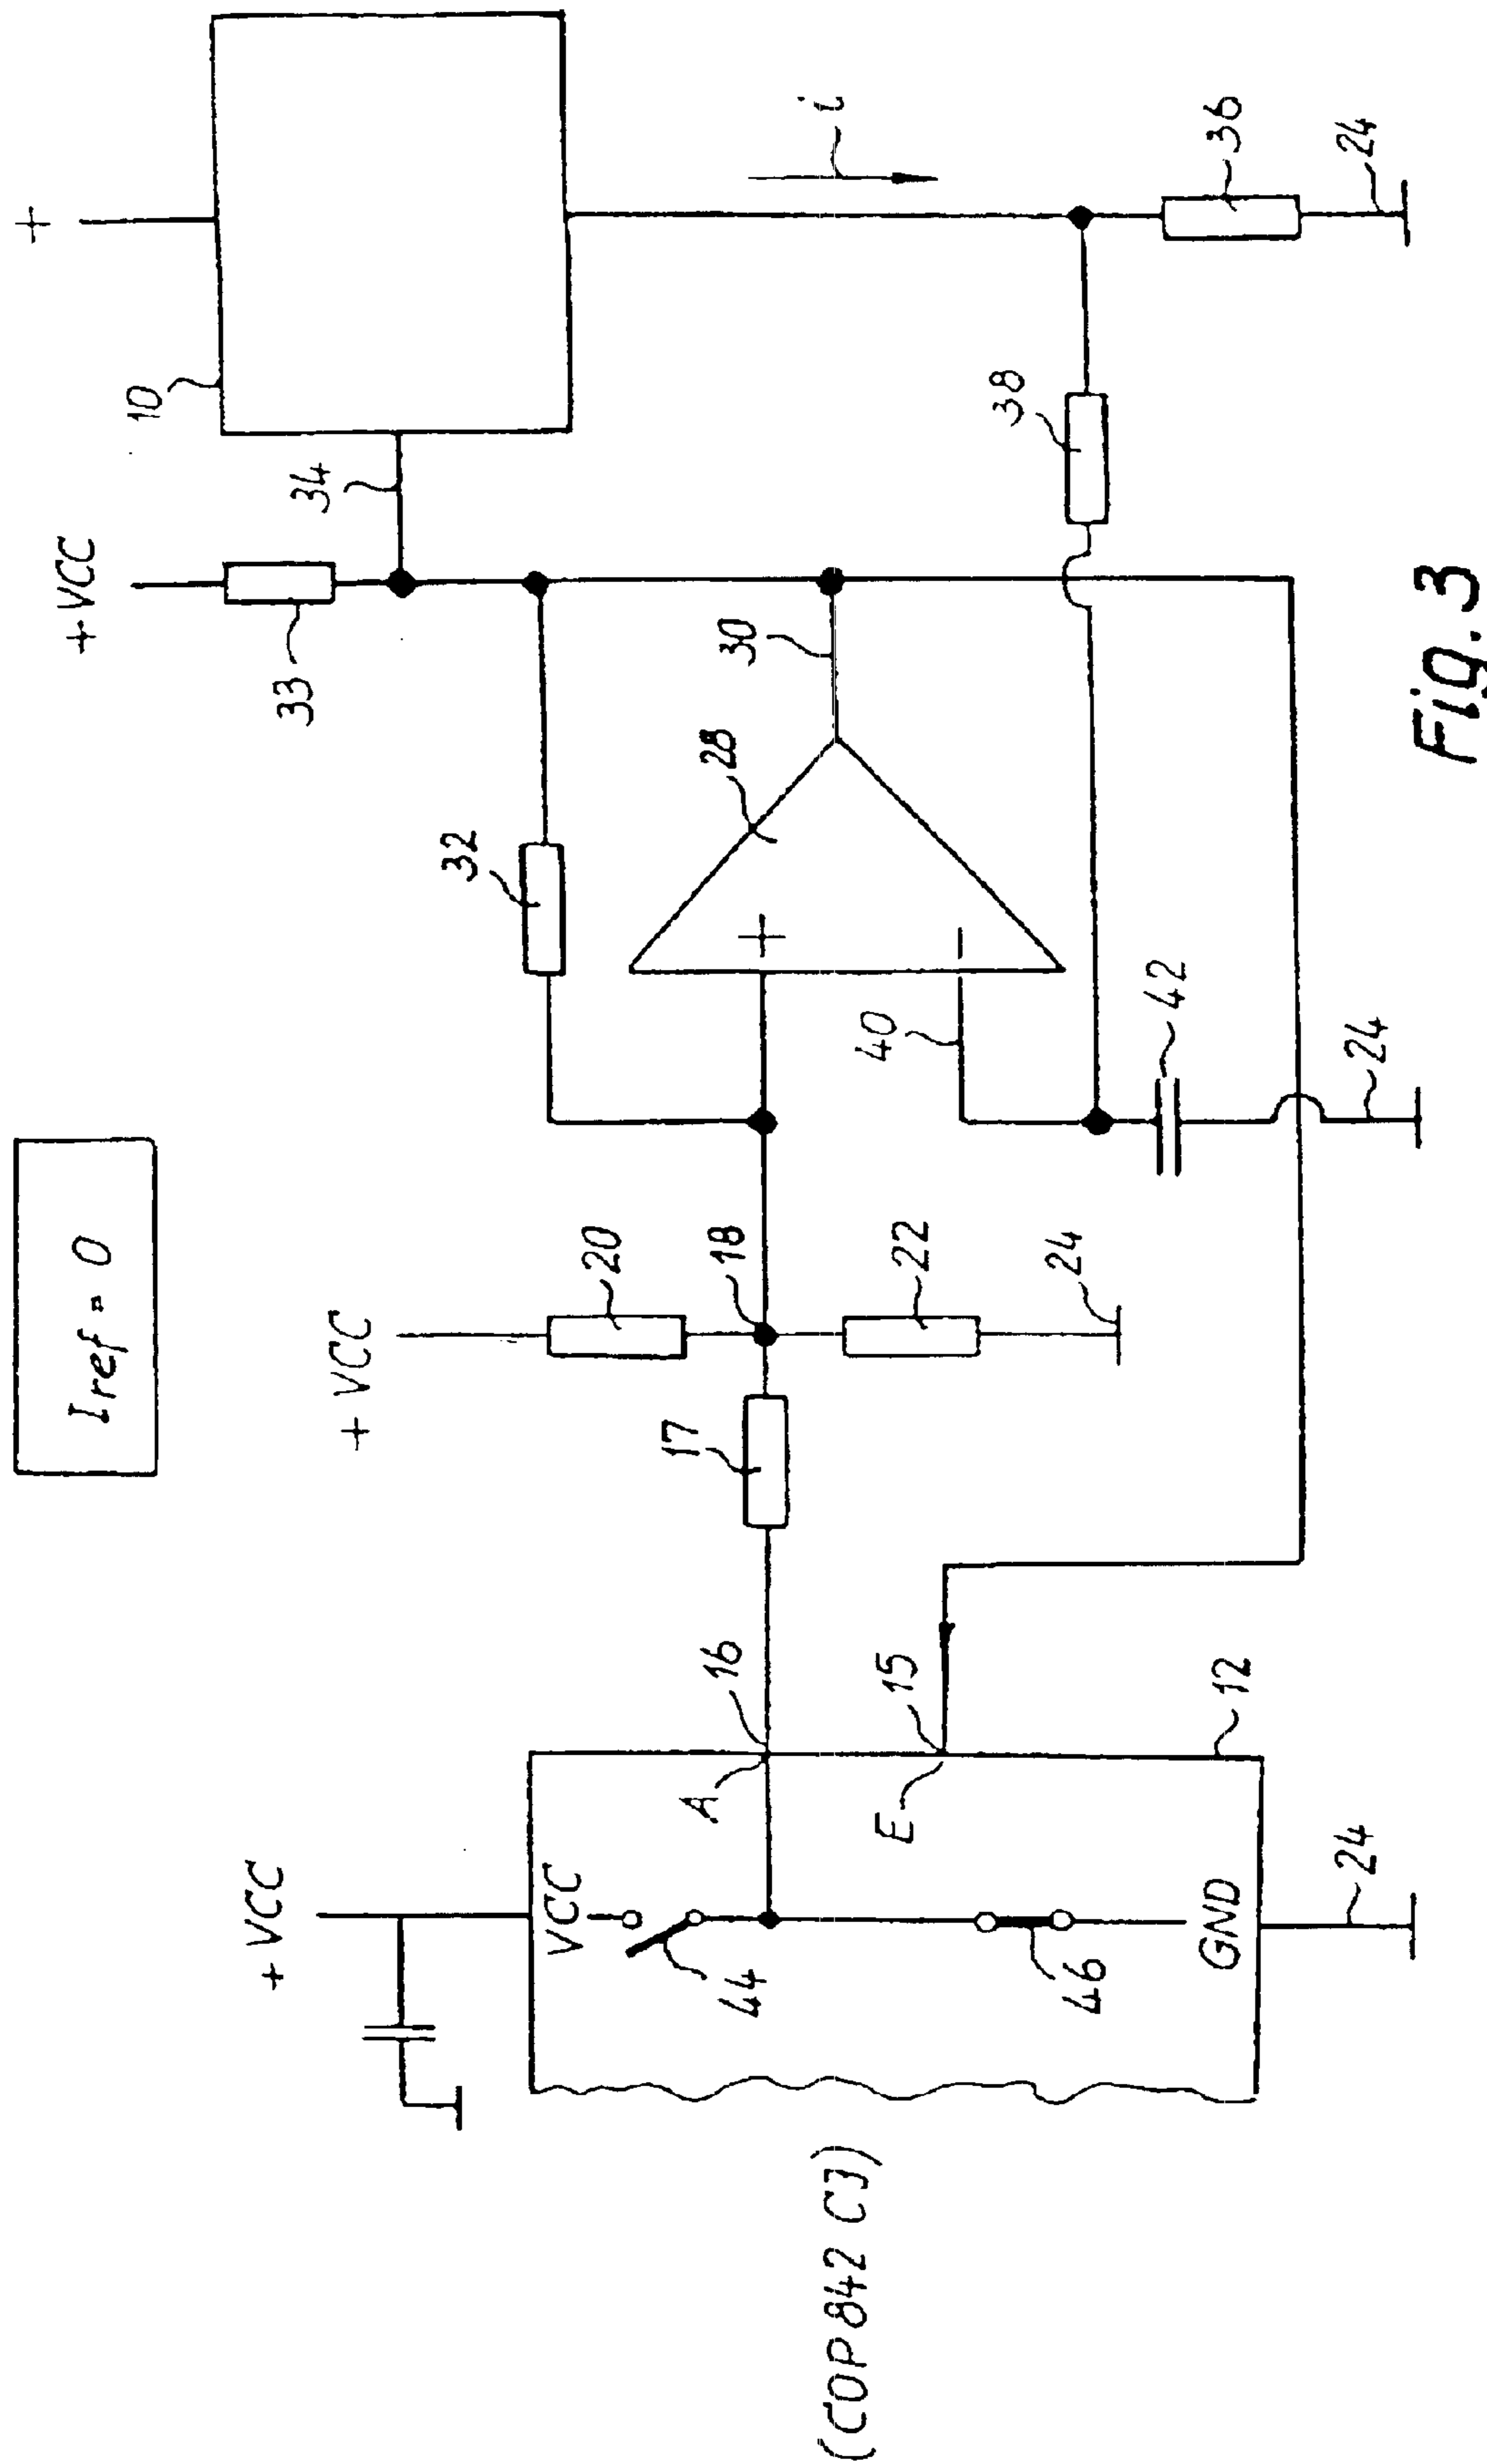 Iref = 0
+
+VCC
10
34
33
+VCC
+VCC
32
28
30
i
20
18
17
22
24
16
A
VCC
44
+
−
40
38
36
24
E
15
42
24
46
GND
12
24
(COP 842 CJ)
Fig. 3